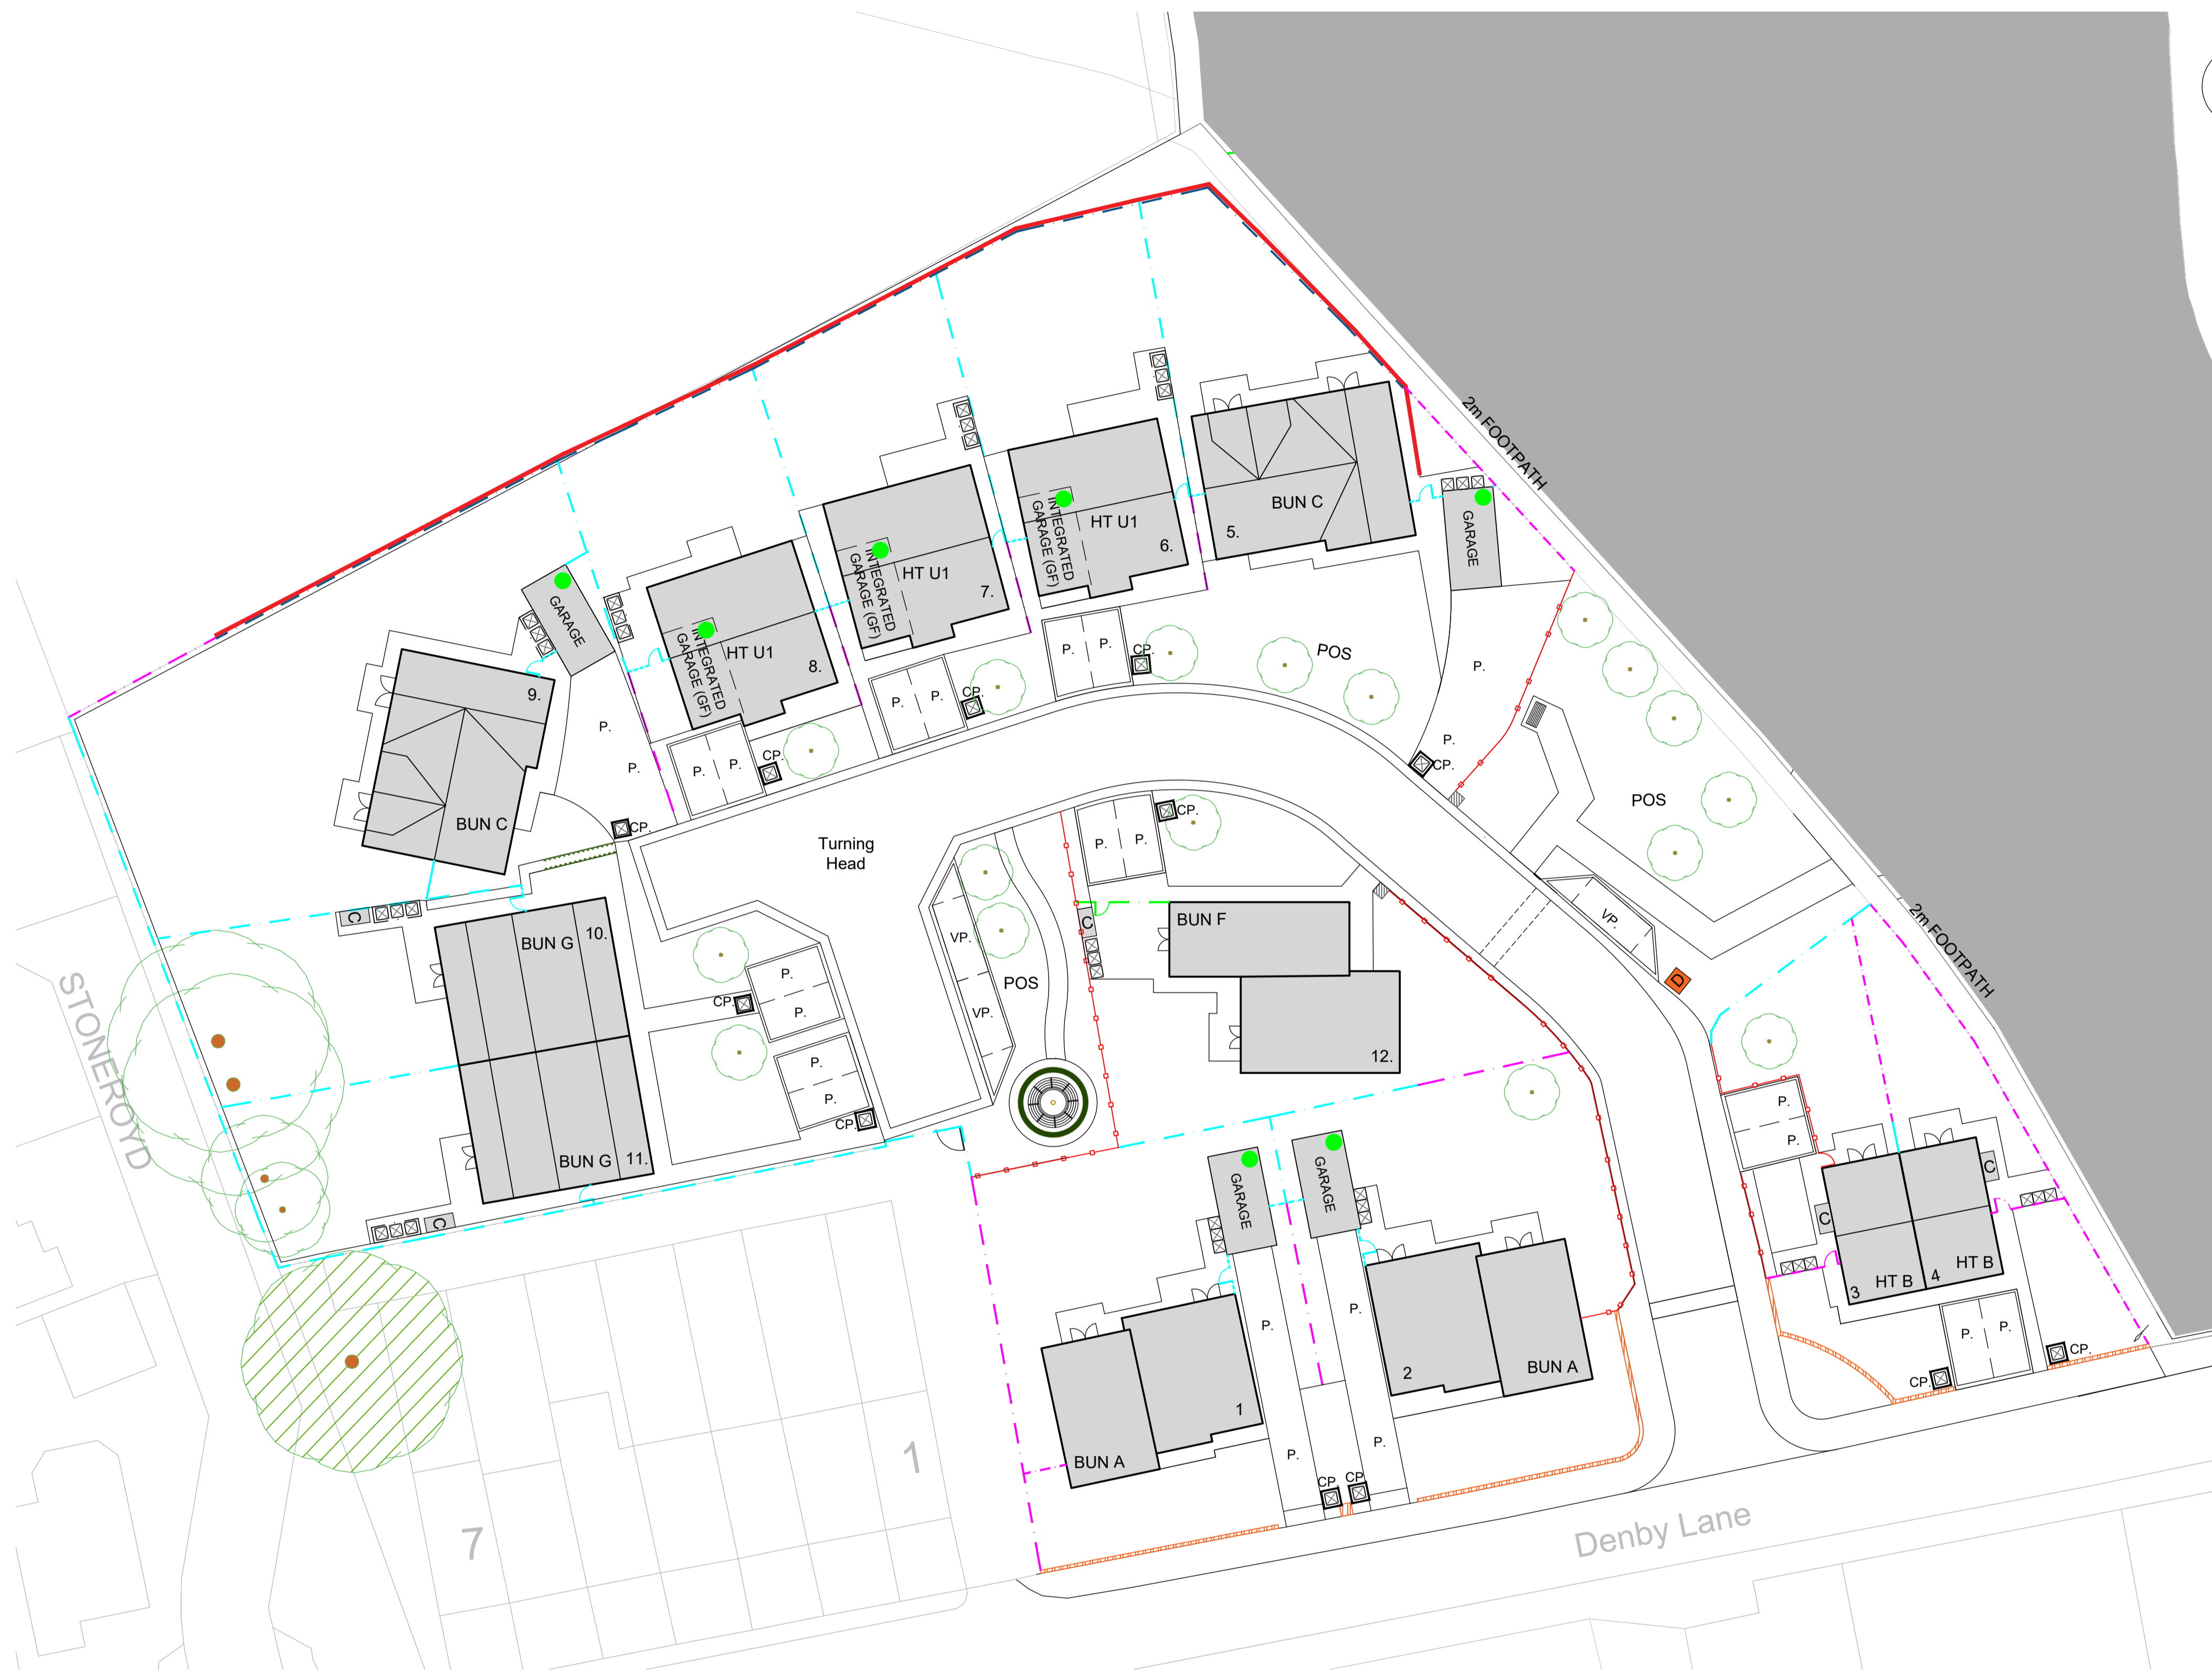 2m FOOTPATH
BUN C
5.
GARAGE
HT U1
6.
INTEGRATED
GARAGE (GF)
HT U1
7.
INTEGRATED
GARAGE (GF)
HT U1
8.
INTEGRATED
GARAGE (GF)
GARAGE
9.
BUN C
P.
P.
CP.
P.
P.
CP.
P.
P.
CP.
P.
P.
CP.
POS
P.
P.
CP.
POS
VP.
D
2m FOOTPATH
Turning
Head
P.
P.
CP.
BUN F
12.
C
VP.
VP.
POS
C
BUN G
10.
BUN G
11.
C
P.
P.
CP.
P.
P.
CP.
STONEROYD
GARAGE
GARAGE
P.
P.
P.
P.
1
BUN A
2
BUN A
CP.
CP.
P.
P.
C
C
3
HT B
4
HT B
P.
P.
CP.
CP.
7
1
Denby Lane